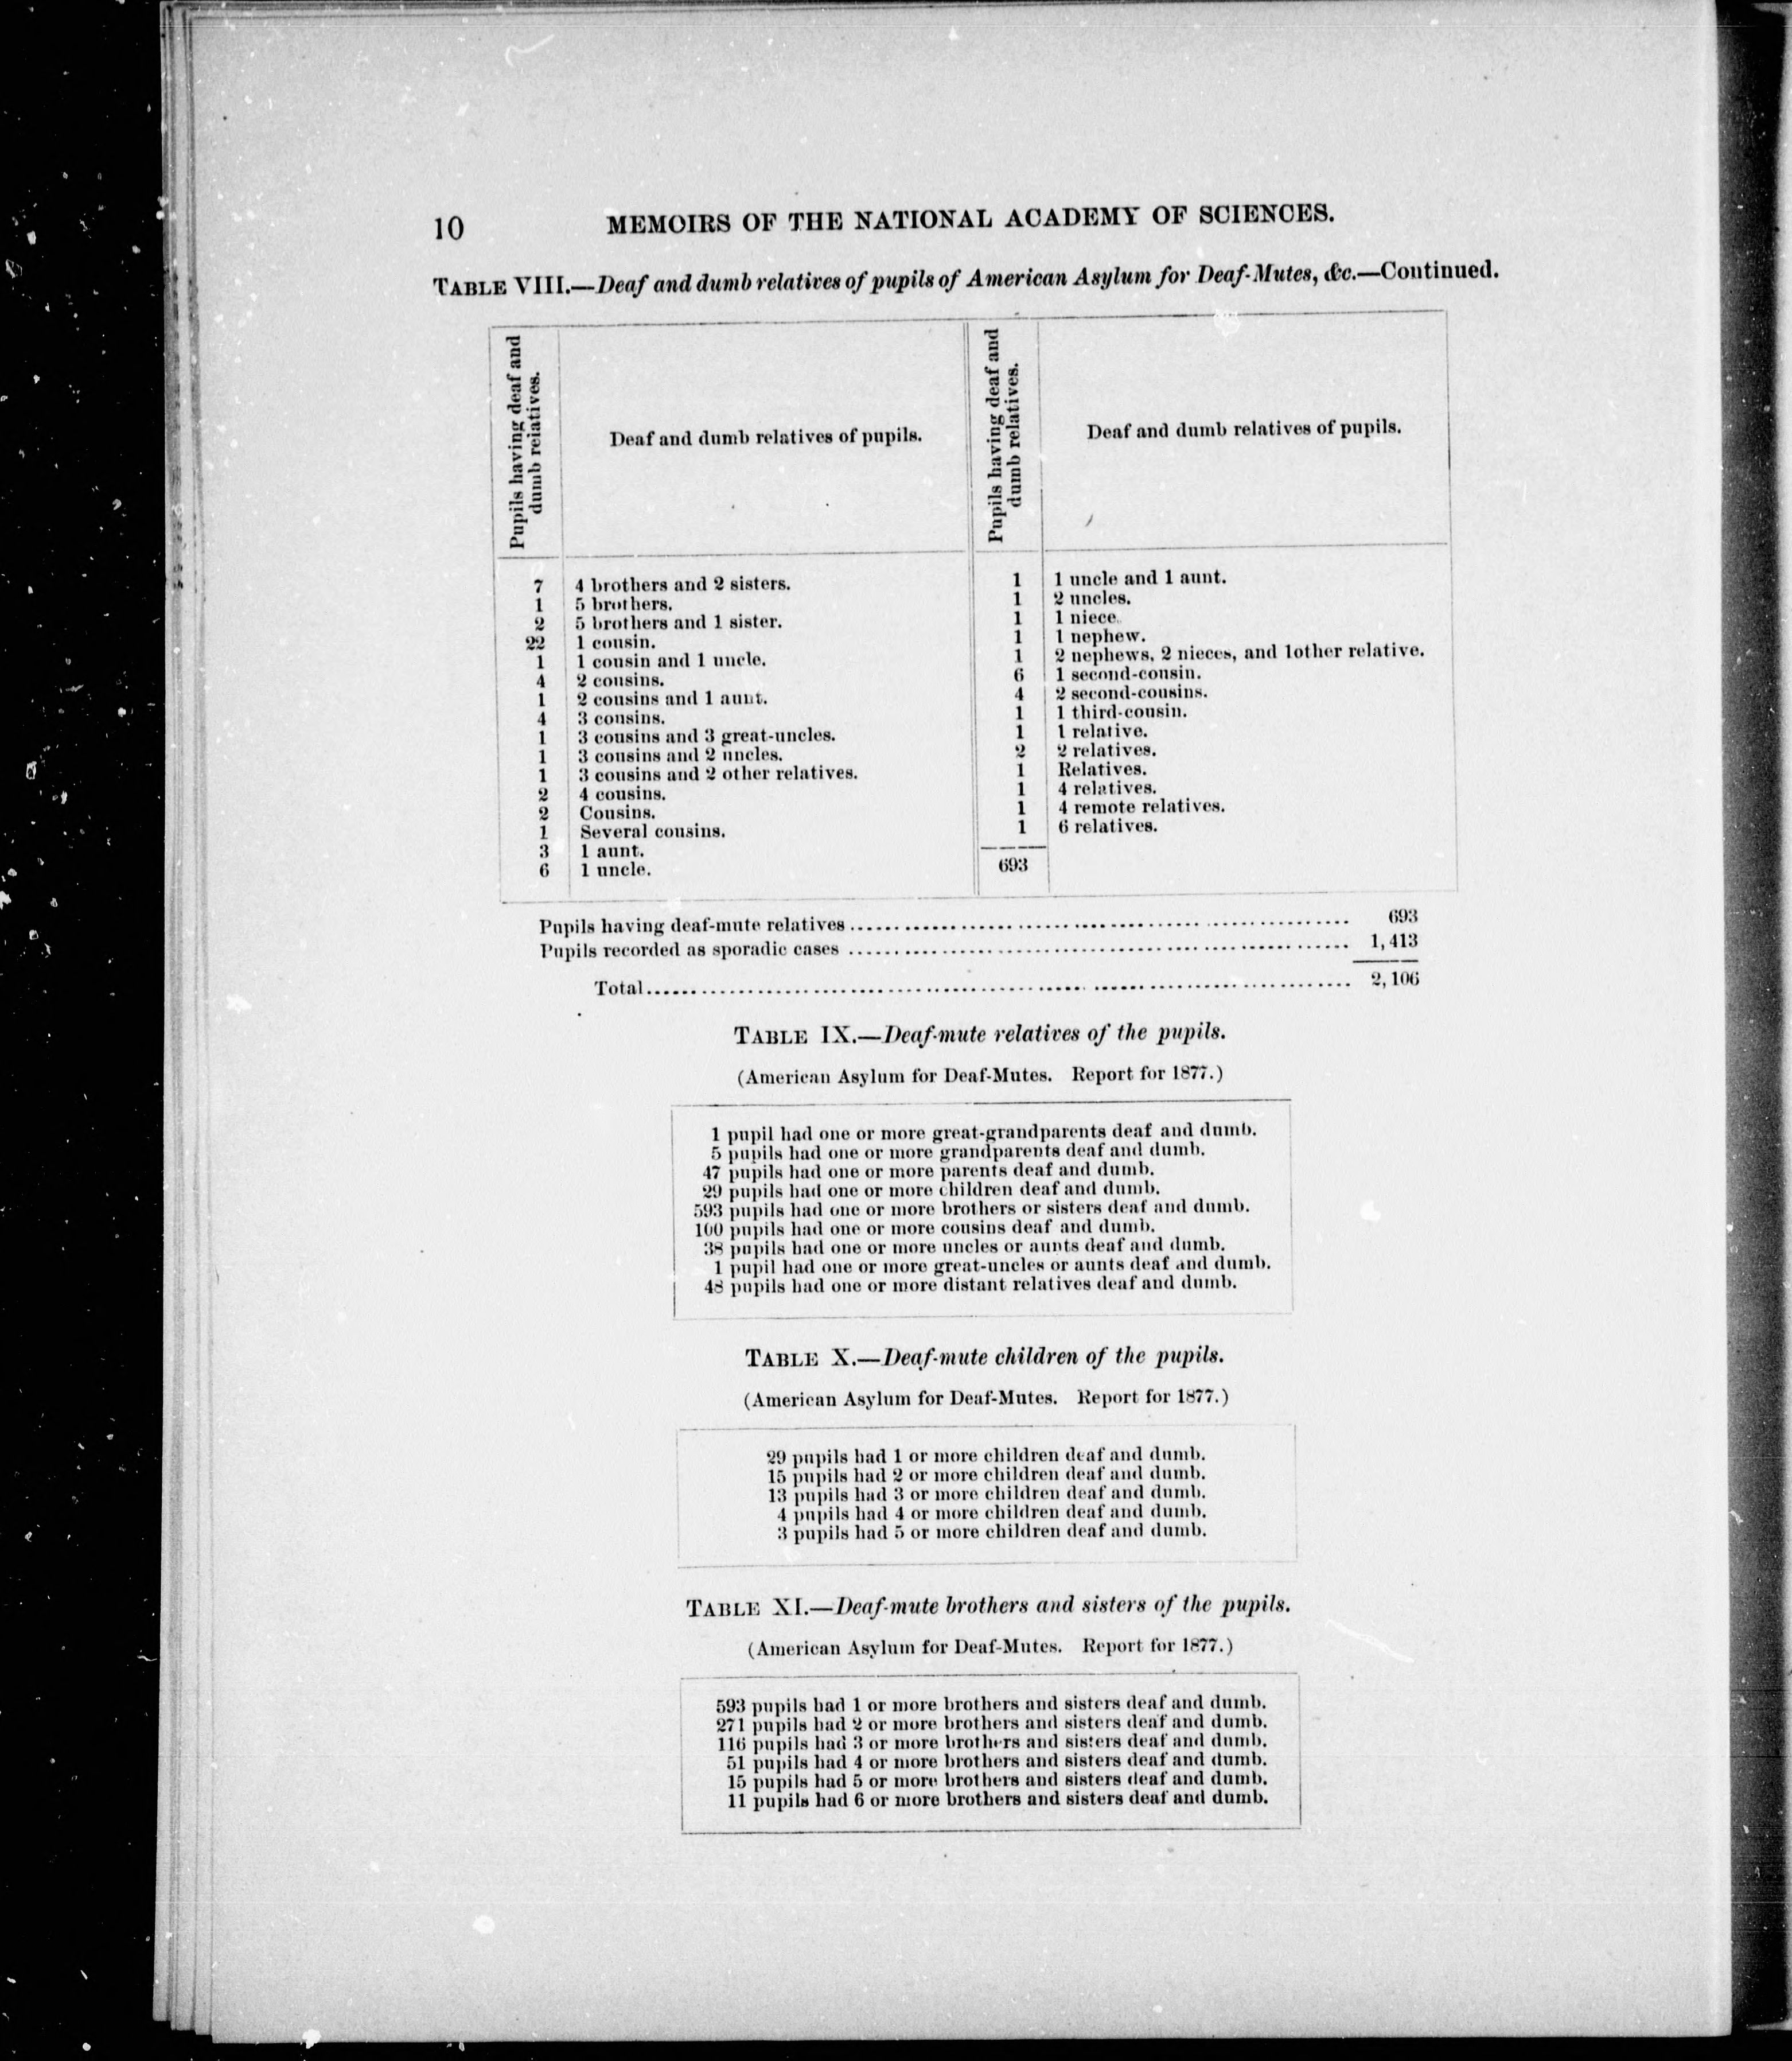 10 MEMOIRS OF THE NATIONAL ACADEMY OF SCIENCES.
TABLE VIII.—Deaf and dumb relatives of pupils of American Asylum for Deaf-Mutes, &c.—Continued.
Pupils having deaf and dumb relatives.
Deaf and dumb relatives of pupils.
7 4 brothers and 2 sisters.
1 5 brothers.
2 5 brothers and 1 sister.
22 1 cousin.
1 1 cousin and 1 uncle.
4 2 cousins.
1 2 cousins and 1 aunt.
4 3 cousins.
1 3 cousins and 3 great-uncles.
1 3 cousins and 2 uncles.
1 3 cousins and 2 other relatives.
2 4 cousins.
2 Cousins.
1 Several cousins.
3 1 aunt.
6 1 uncle.
Pupils having deaf and dumb relatives.
Deaf and dumb relatives of pupils.
1 1 uncle and 1 aunt.
1 2 uncles.
1 1 niece.
1 1 nephew.
1 2 nephews, 2 nieces, and 1other relative.
6 1 second-cousin.
4 2 second-cousins.
1 1 third-cousin.
1 1 relative.
2 2 relatives.
1 Relatives.
1 4 relatives.
1 4 remote relatives.
1 6 relatives.
693
Pupils having deaf-mute relatives 693
Pupils recorded as sporadic cases 1,413
Total 2,106
TABLE IX.—Deaf-mute relatives of the pupils.
(American Asylum for Deaf-Mutes. Report for 1877.)
1 pupil had one or more great-grandparents deaf and dumb.
5 pupils had one or more grandparents deaf and dumb.
47 pupils had one or more parents deaf and dumb.
29 pupils had one or more children deaf and dumb.
593 pupils had one or more brothers or sisters deaf and dumb.
100 pupils had one or more cousins deaf and dumb.
38 pupils had one or more uncles or aunts deaf and dumb.
1 pupil had one or more great-uncles or aunts deaf and dumb.
48 pupils had one or more distant relatives deaf and dumb.
TABLE X.—Deaf-mute children of the pupils.
(American Asylum for Deaf-Mutes. Report for 1877.)
29 pupils had 1 or more children deaf and dumb.
15 pupils had 2 or more children deaf and dumb.
13 pupils had 3 or more children deaf and dumb.
4 pupils had 4 or more children deaf and dumb.
3 pupils had 5 or more children deaf and dumb.
TABLE XI.—Deaf-mute brothers and sisters of the pupils.
(American Asylum for Deaf-Mutes. Report for 1877.)
593 pupils had 1 or more brothers and sisters deaf and dumb.
271 pupils had 2 or more brothers and sisters deaf and dumb.
116 pupils had 3 or more brothers and sisters deaf and dumb.
51 pupils had 4 or more brothers and sisters deaf and dumb.
15 pupils had 5 or more brothers and sisters deaf and dumb.
11 pupils had 6 or more brothers and sisters deaf and dumb.